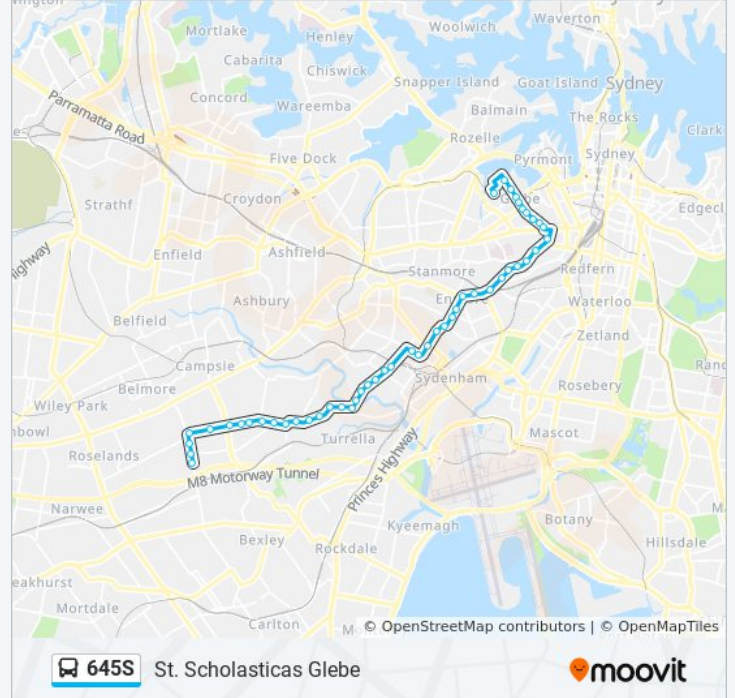 Waverton
Mortlake
Henley
Woolwich
Cabarita
Chiswick
Snapper Island
Goat Island
Sydney
Concord
Wareemba
Balmain
The Rocks
Parramatta Road
Rozelle
Clark
Five Dock
Pyrmont
Sydney
Strathf
Croydon
Edgecl
Highway
Enfield
Ashfield
Stanmore
Redfern
Ashbury
Waterloo
Belfield
Zetland
Campsie
Belmore
Sydenham
Rosebery
Wiley Park
Mascot
Roselands
Turrella
M8 Motorway Tunnel
Princes Highway
Narwee
Kyeemagh
Botany
Bexley
Rockdale
Hillsdale
eakhurst
Mortdale
Carlton
© OpenStreetMap contributors | © OpenMapTiles
645S St. Scholasticas Glebe
moovit